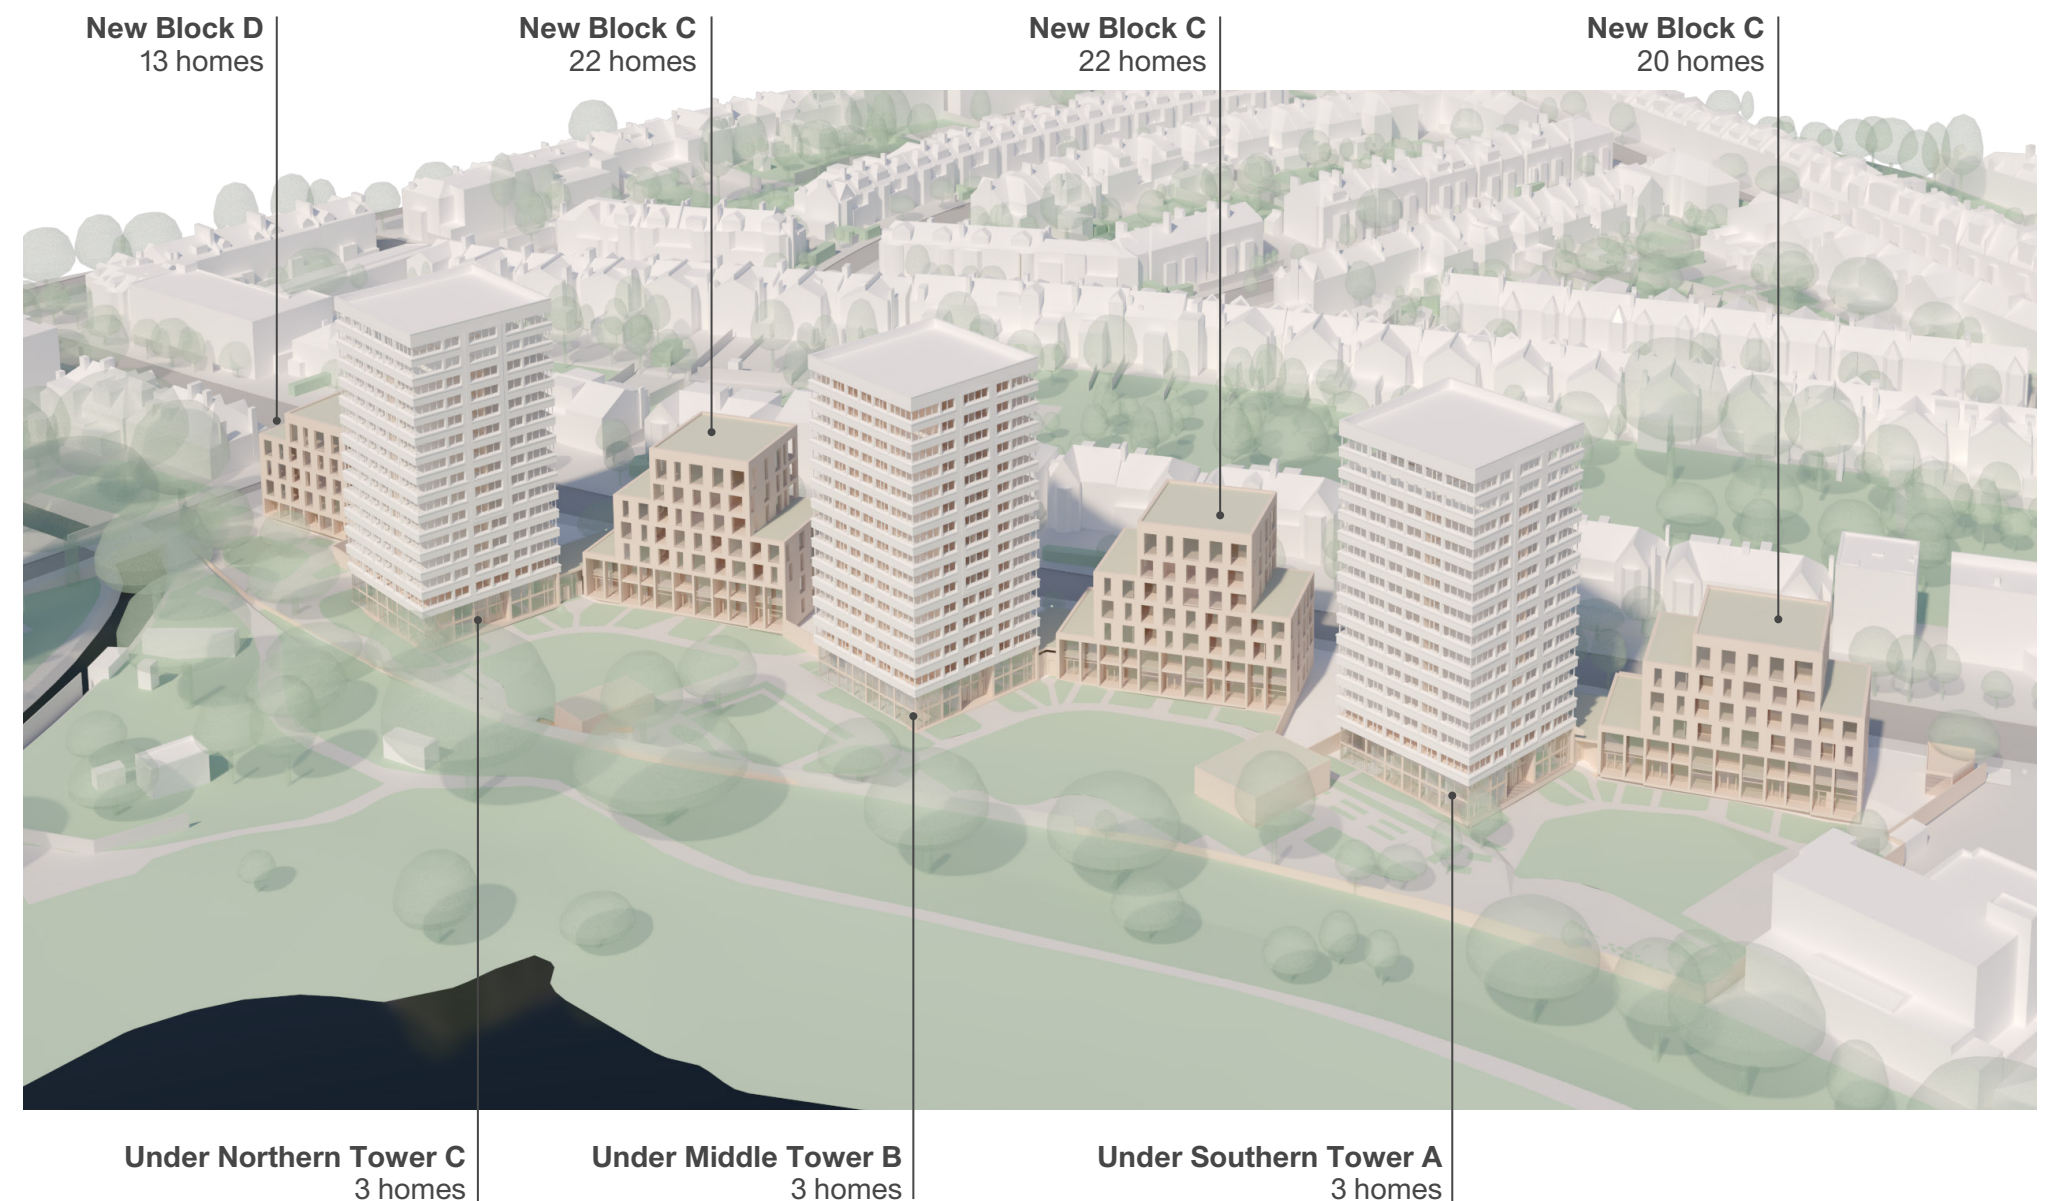 New Block D
13 homes
New Block C
22 homes
New Block C
22 homes
New Block C
20 homes
Under Northern Tower C
3 homes
Under Middle Tower B
3 homes
Under Southern Tower A
3 homes